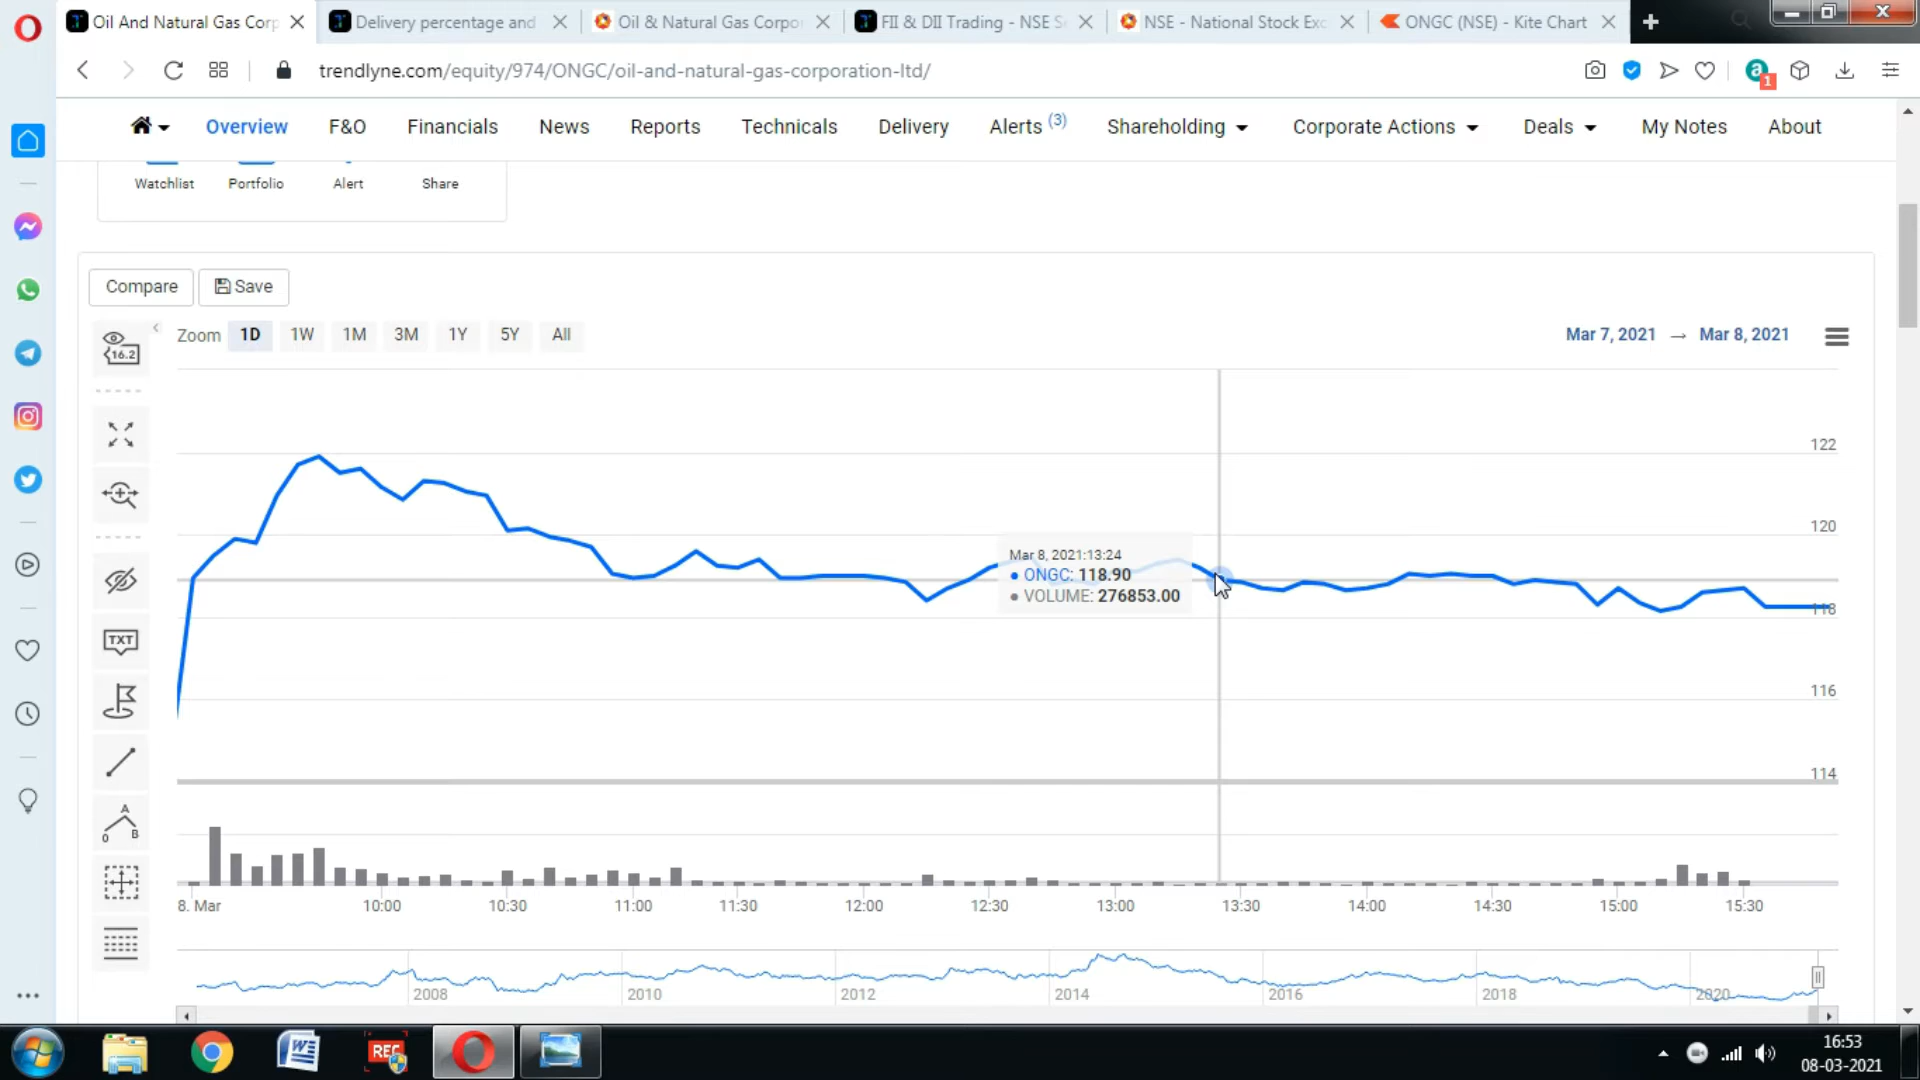 Oil And Natural Gas Corp
Delivery percentage and
Oil & Natural Gas Corpo
FII & DII Trading - NSE Se
NSE - National Stock Exc
ONGC (NSE) - Kite Chart
trendlyne.com/equity/974/ONGC/oil-and-natural-gas-corporation-ltd/
a 1
Overview F&O Financials News Reports Technicals Delivery Alerts (3) Shareholding Corporate Actions Deals My Notes About
Watchlist Portfolio Alert Share
Compare Save
16.2
Zoom 1D 1W 1M 3M 1Y 5Y All
Mar 7, 2021 → Mar 8, 2021
122
120
Mar 8, 2021:13:24
ONGC: 118.90
VOLUME: 276853.00
118
TXT
116
114
A
0 B
8. Mar 10:00 10:30 11:00 11:30 12:00 12:30 13:00 13:30 14:00 14:30 15:00 15:30
2008 2010 2012 2014 2016 2018 2020
REC
16:53
08-03-2021